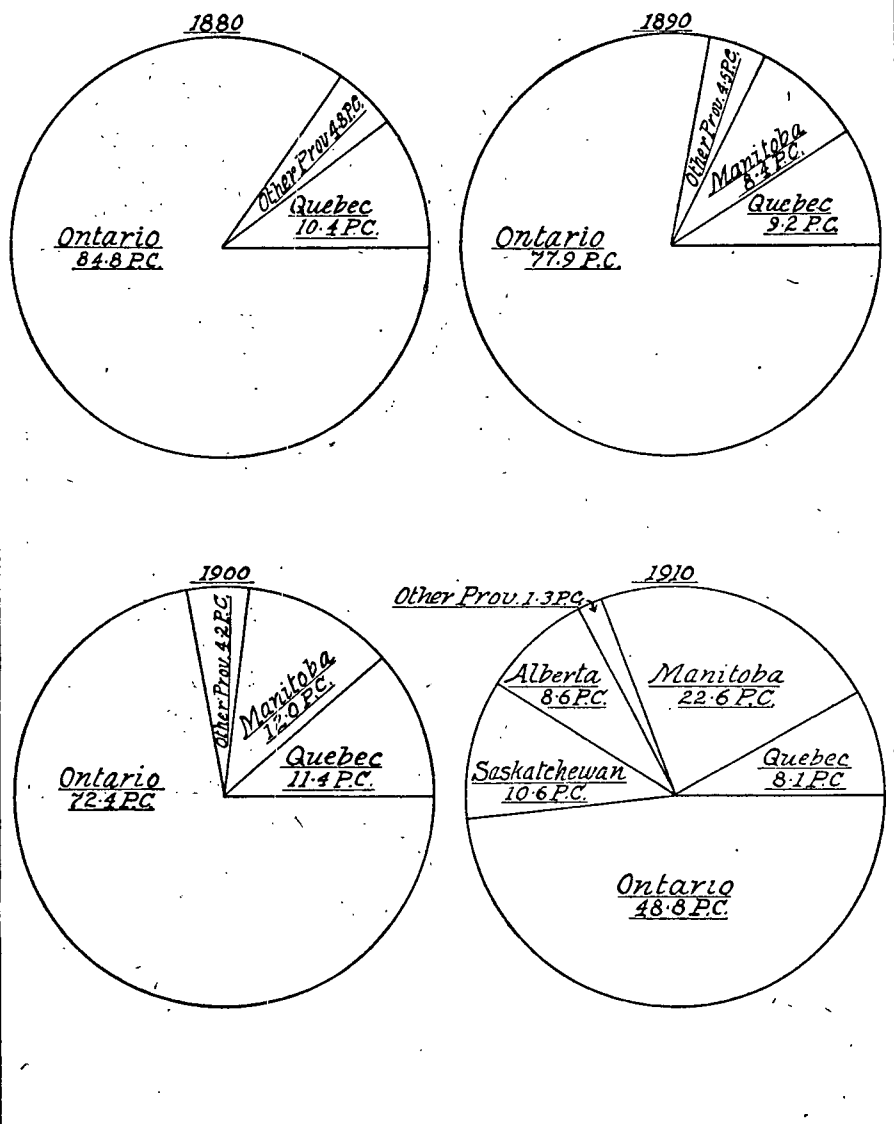 1880
Other Prov. 4.8 P.C.
Quebec
10.4 P.C.
Ontario
84.8 P.C.
1890
Other Prov. 4.5 P.C.
Manitoba
8.4 P.C.
Quebec
9.2 P.C.
Ontario
77.9 P.C.
1900
Other Prov. 4.2 P.C.
Manitoba
12.0 P.C.
Quebec
11.4 P.C.
Ontario
72.4 P.C.
1910
Other Prov. 1.3 P.C.
Alberta
8.6 P.C.
Manitoba
22.6 P.C.
Saskatchewan
10.6 P.C.
Quebec
8.1 P.C.
Ontario
48.8 P.C.